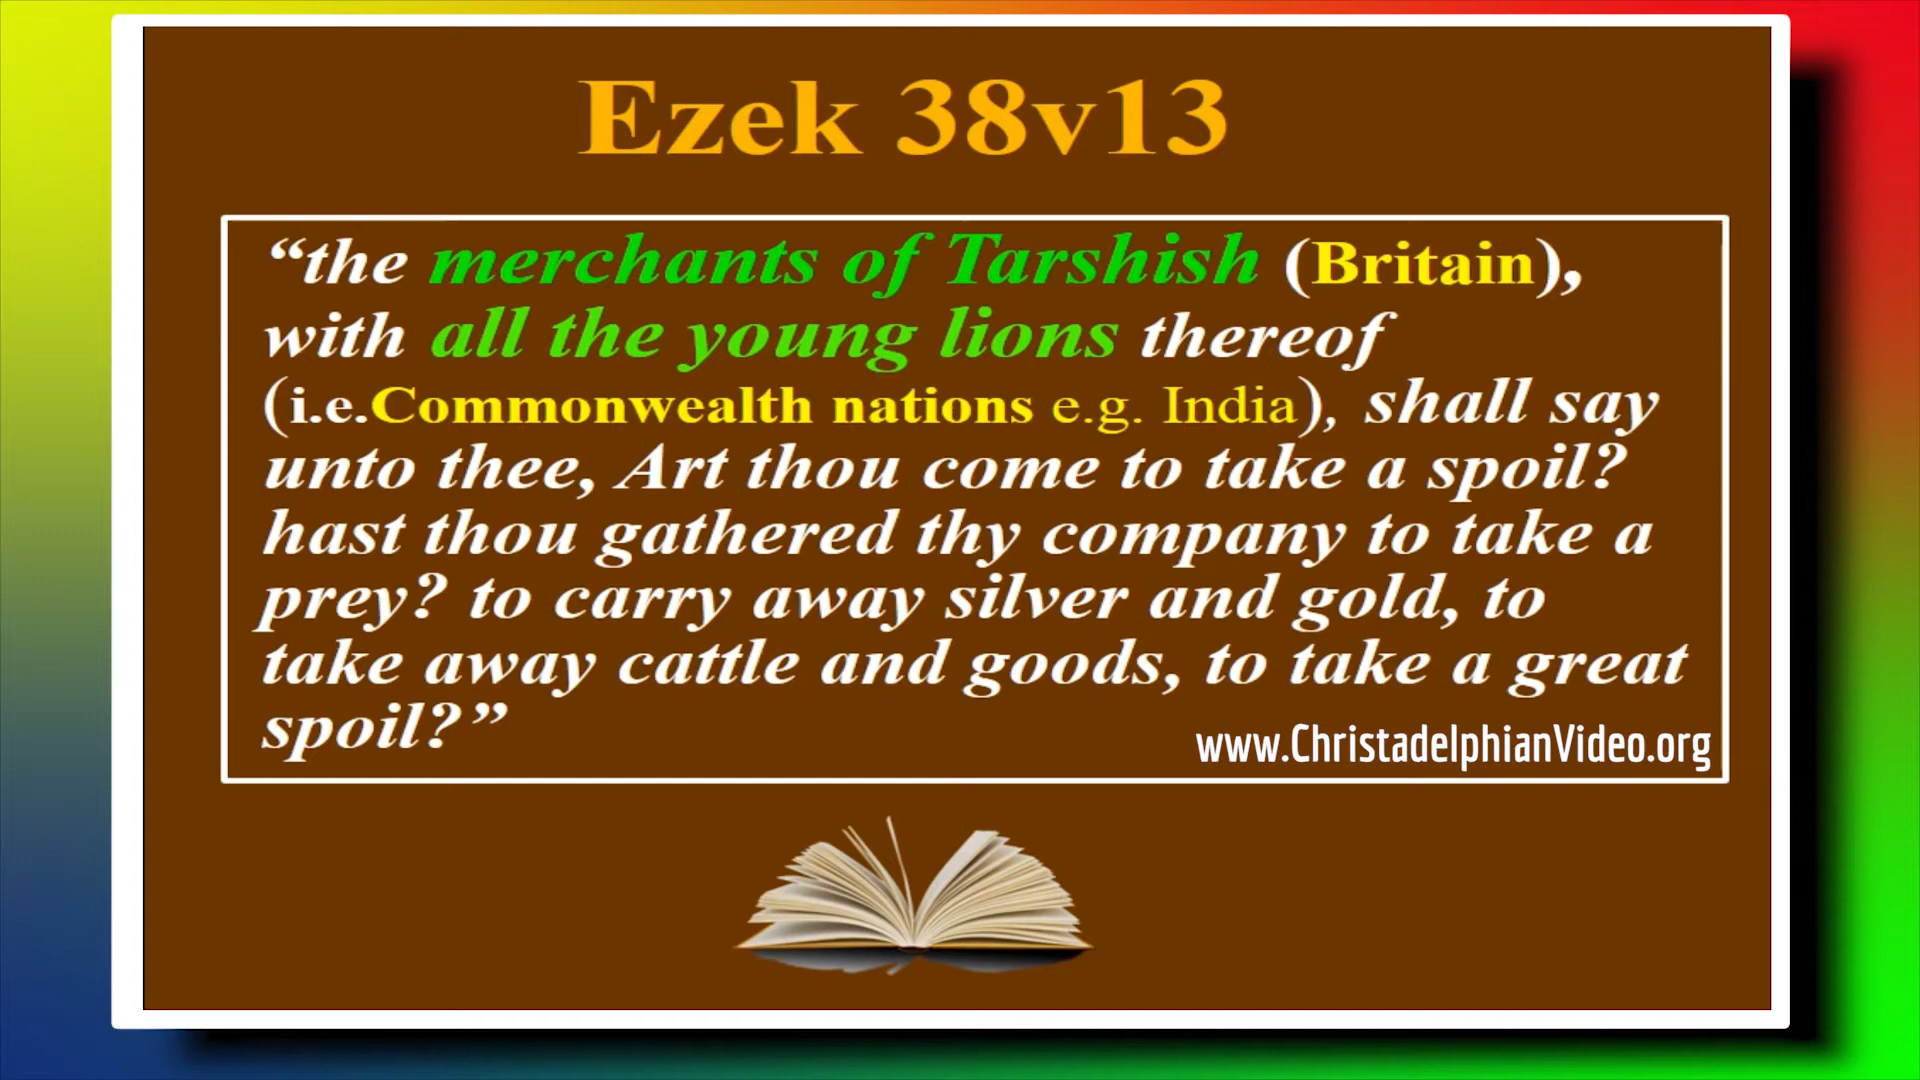 Ezek 38v13
“the merchants of Tarshish (Britain),
with all the young lions thereof
(i.e.Commonwealth nations e.g. India), shall say
unto thee, Art thou come to take a spoil?
hast thou gathered thy company to take a
prey? to carry away silver and gold, to
take away cattle and goods, to take a great
spoil?”
www.ChristadelphianVideo.org